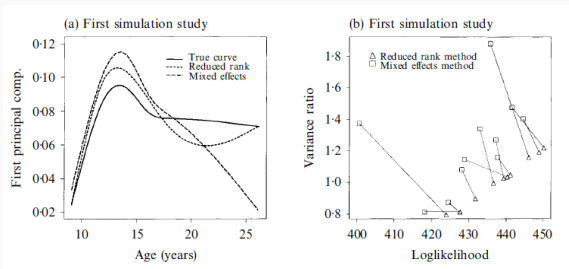 (a) First simulation study
First principal comp.
0·12
0·10
0·08
0·06
0·04
0·02
True curve
Reduced rank
Mixed effects
10
15
20
25
Age (years)
(b) First simulation study
Variance ratio
1·8
1·6
1·4
1·2
1·0
0·8
Reduced rank method
Mixed effects method
400
410
420
430
440
450
Loglikelihood